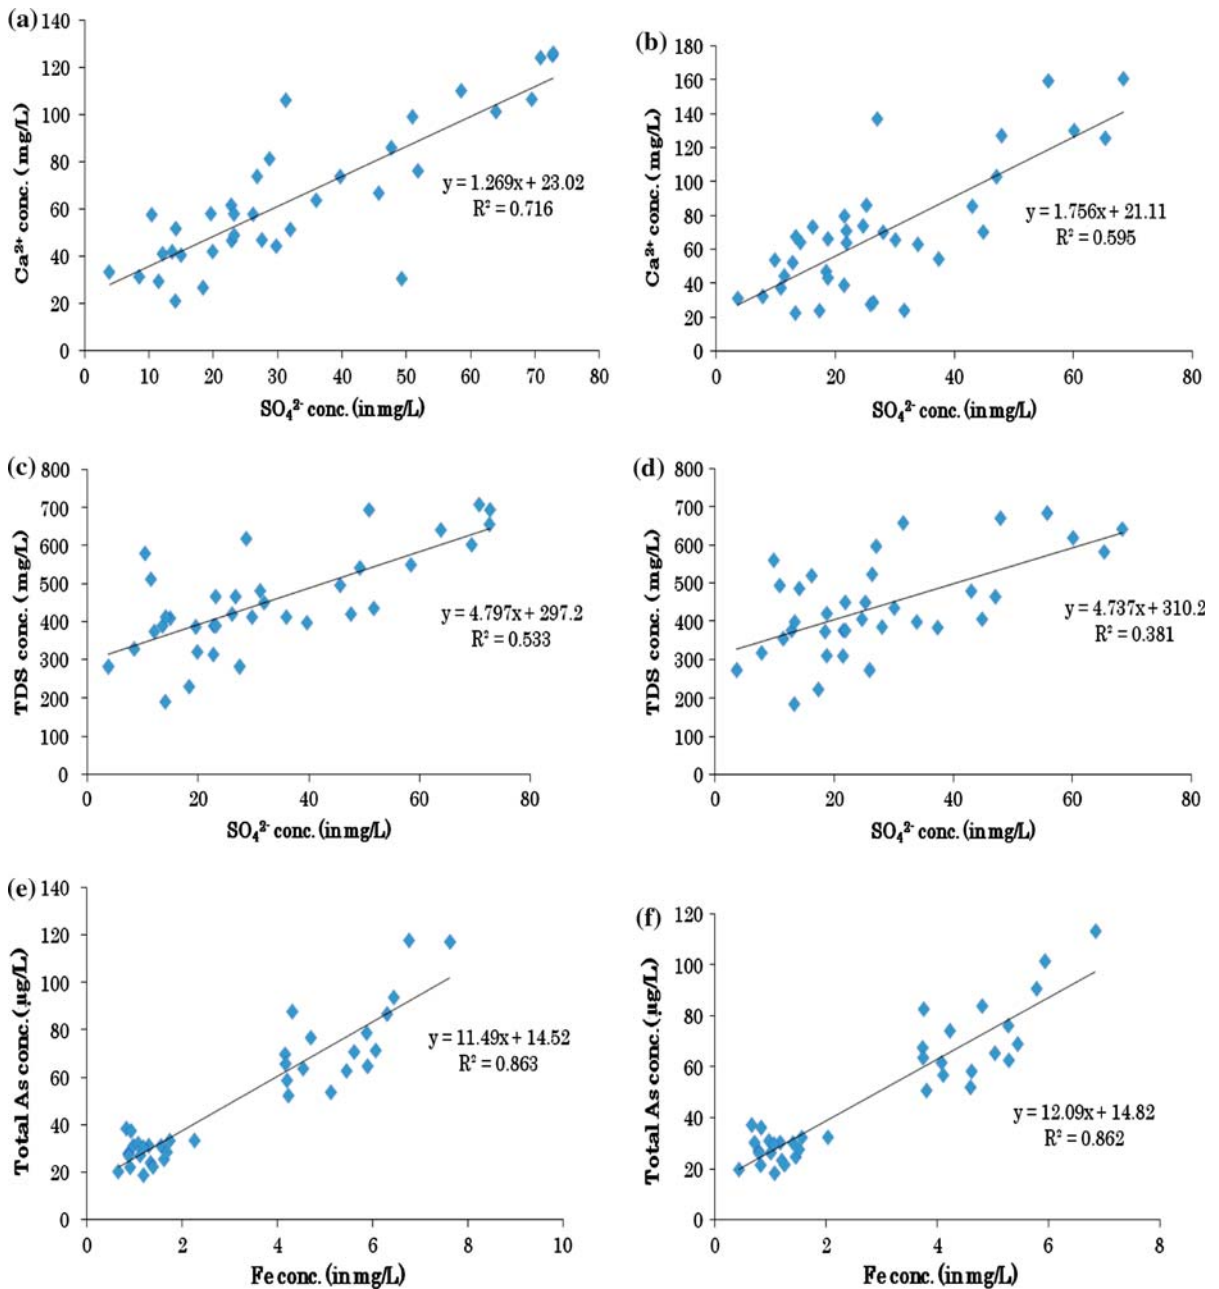 (a)
140
120
100
80
60
40
20
0
Ca²⁺ conc. (mg/L)
y = 1.269x + 23.02
R² = 0.716
0 10 20 30 40 50 60 70 80
SO₄²⁻ conc. (in mg/L)
(b)
180
160
140
120
100
80
60
40
20
0
Ca²⁺ conc. (mg/L)
y = 1.756x + 21.11
R² = 0.595
0 20 40 60 80
SO₄²⁻ conc. (in mg/L)
(c)
800
700
600
500
400
300
200
100
0
TDS conc. (mg/L)
y = 4.797x + 297.2
R² = 0.533
0 20 40 60 80
SO₄²⁻ conc. (in mg/L)
(d)
800
700
600
500
400
300
200
100
0
TDS conc. (mg/L)
y = 4.737x + 310.2
R² = 0.381
0 20 40 60 80
SO₄²⁻ conc. (in mg/L)
(e)
140
120
100
80
60
40
20
0
Total As conc. (µg/L)
y = 11.49x + 14.52
R² = 0.863
0 2 4 6 8 10
Fe conc. (in mg/L)
(f)
120
100
80
60
40
20
0
Total As conc. (µg/L)
y = 12.09x + 14.82
R² = 0.862
0 2 4 6 8
Fe conc. (in mg/L)